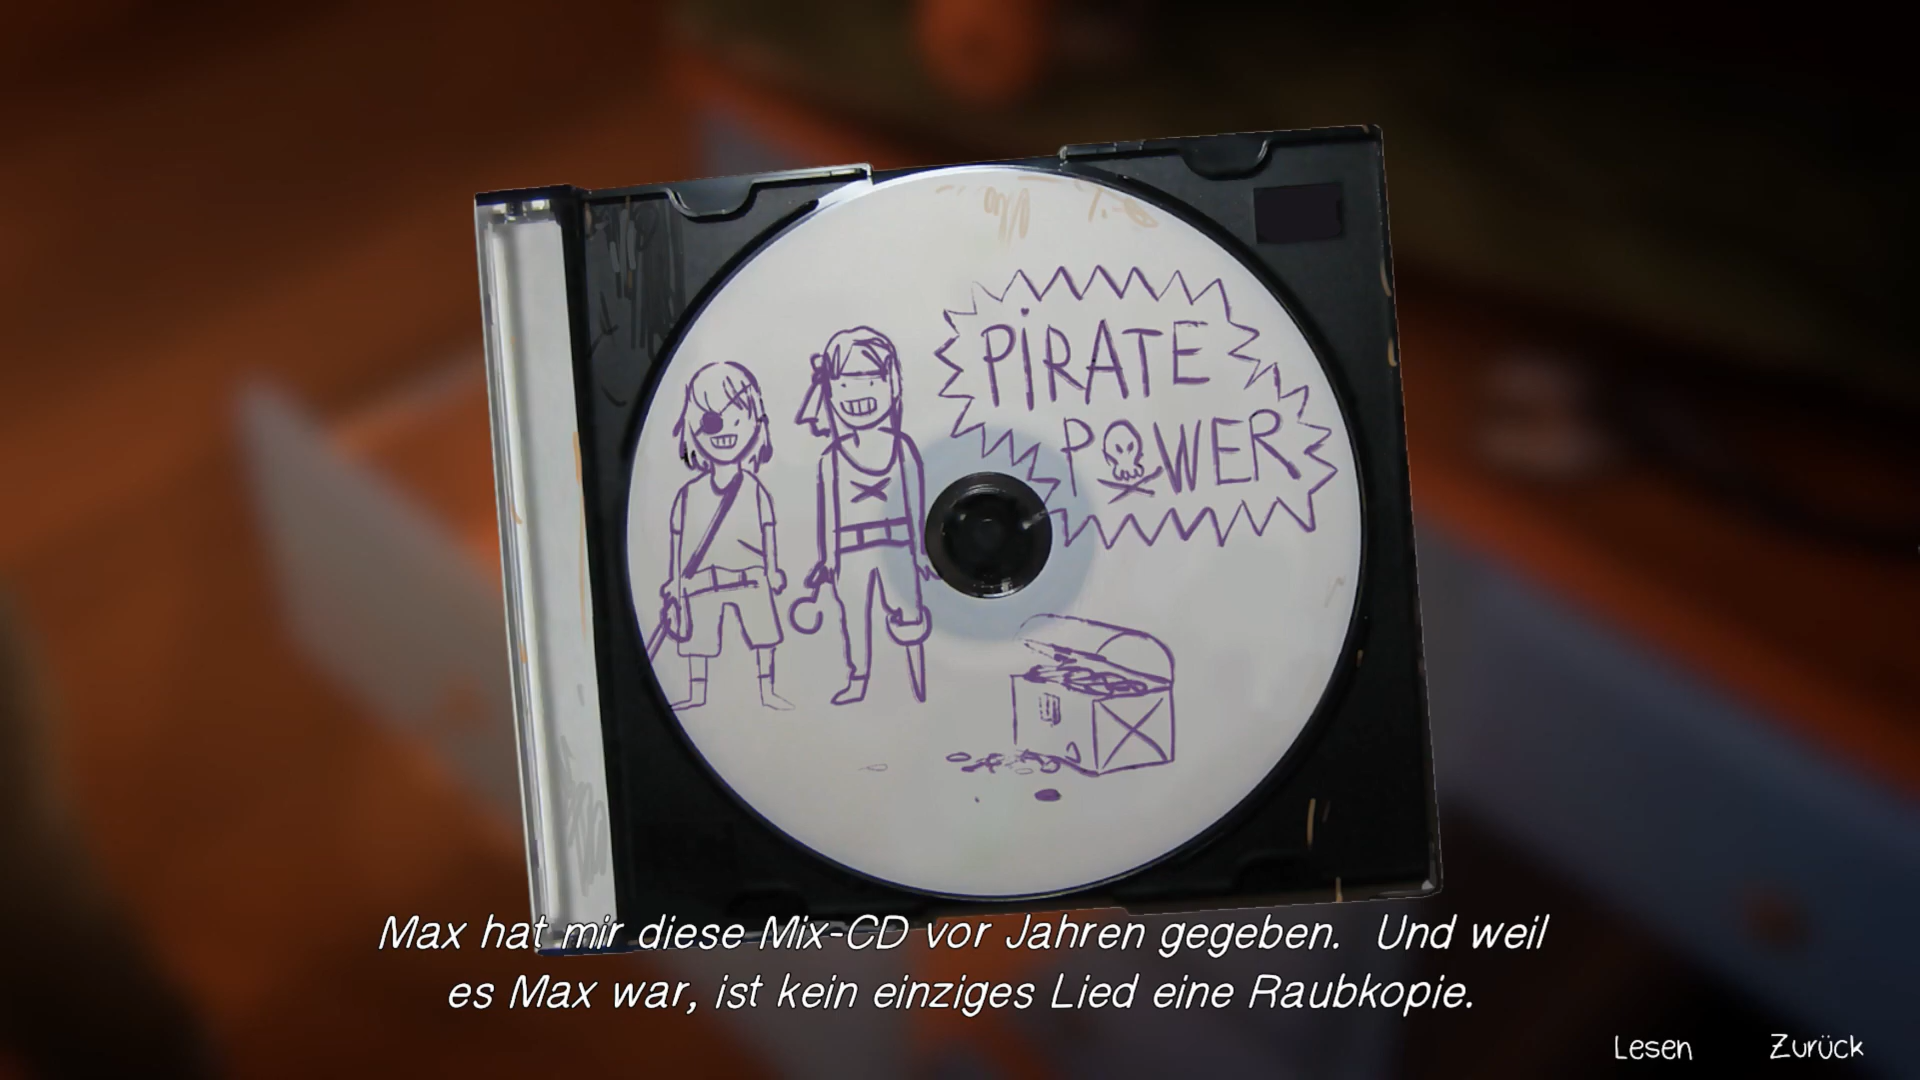 PiRATE
POWER
Max hat mir diese Mix-CD vor Jahren gegeben. Und weil
es Max war, ist kein einziges Lied eine Raubkopie.
Lesen Zurück